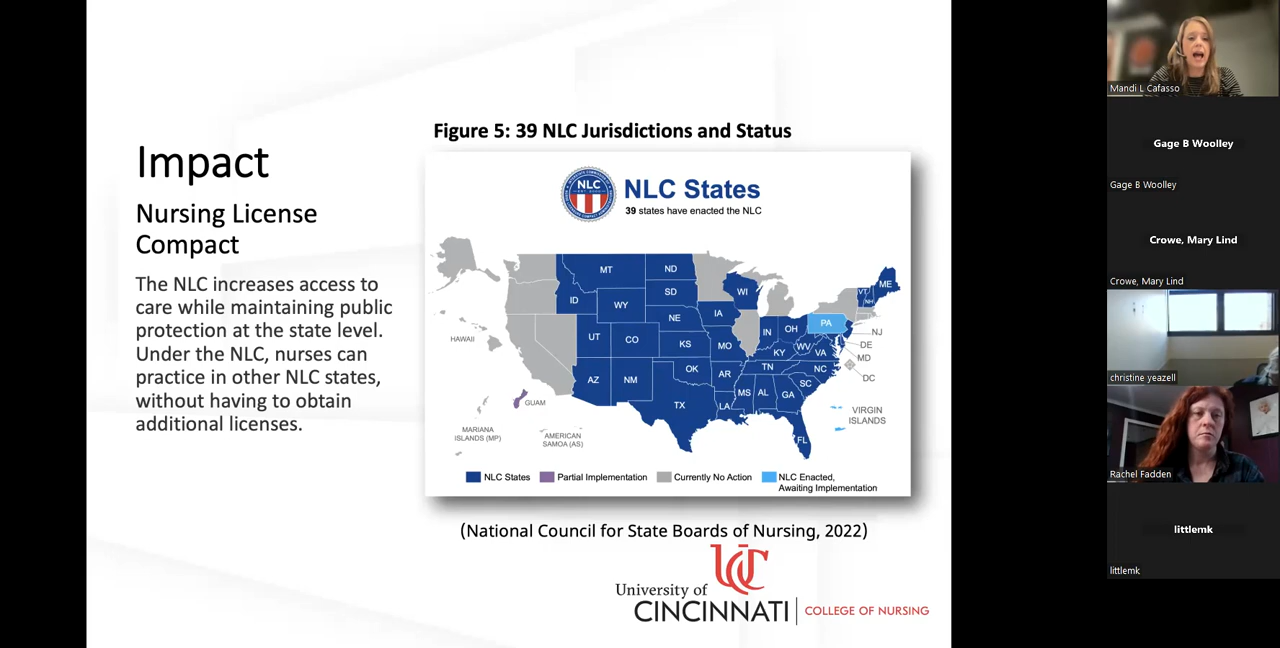 Impact
Nursing License
Compact
The NLC increases access to
care while maintaining public
protection at the state level.
Under the NLC, nurses can
practice in other NLC states,
without having to obtain
additional licenses.
Figure 5: 39 NLC Jurisdictions and Status
NLC
NLC States
39 states have enacted the NLC
MT
ND
ID
WY
SD
WI
VT
NH
ME
NE
IA
PA
UT
CO
KS
MO
IN
OH
WV
KY
VA
NJ
DE
MD
DC
AZ
NM
OK
AR
TN
NC
SC
TX
LA
MS
AL
GA
FL
HAWAII
GUAM
MARIANA
ISLANDS (MP)
AMERICAN
SAMOA (AS)
VIRGIN
ISLANDS
NLC States
Partial Implementation
Currently No Action
NLC Enacted,
Awaiting Implementation
(National Council for State Boards of Nursing, 2022)
UC
University of
CINCINNATI
COLLEGE OF NURSING
Mandi L Cafasso
Gage B Woolley
Gage B Woolley
Crowe, Mary Lind
Crowe, Mary Lind
christine yeazell
Rachel Fadden
littlemk
littlemk